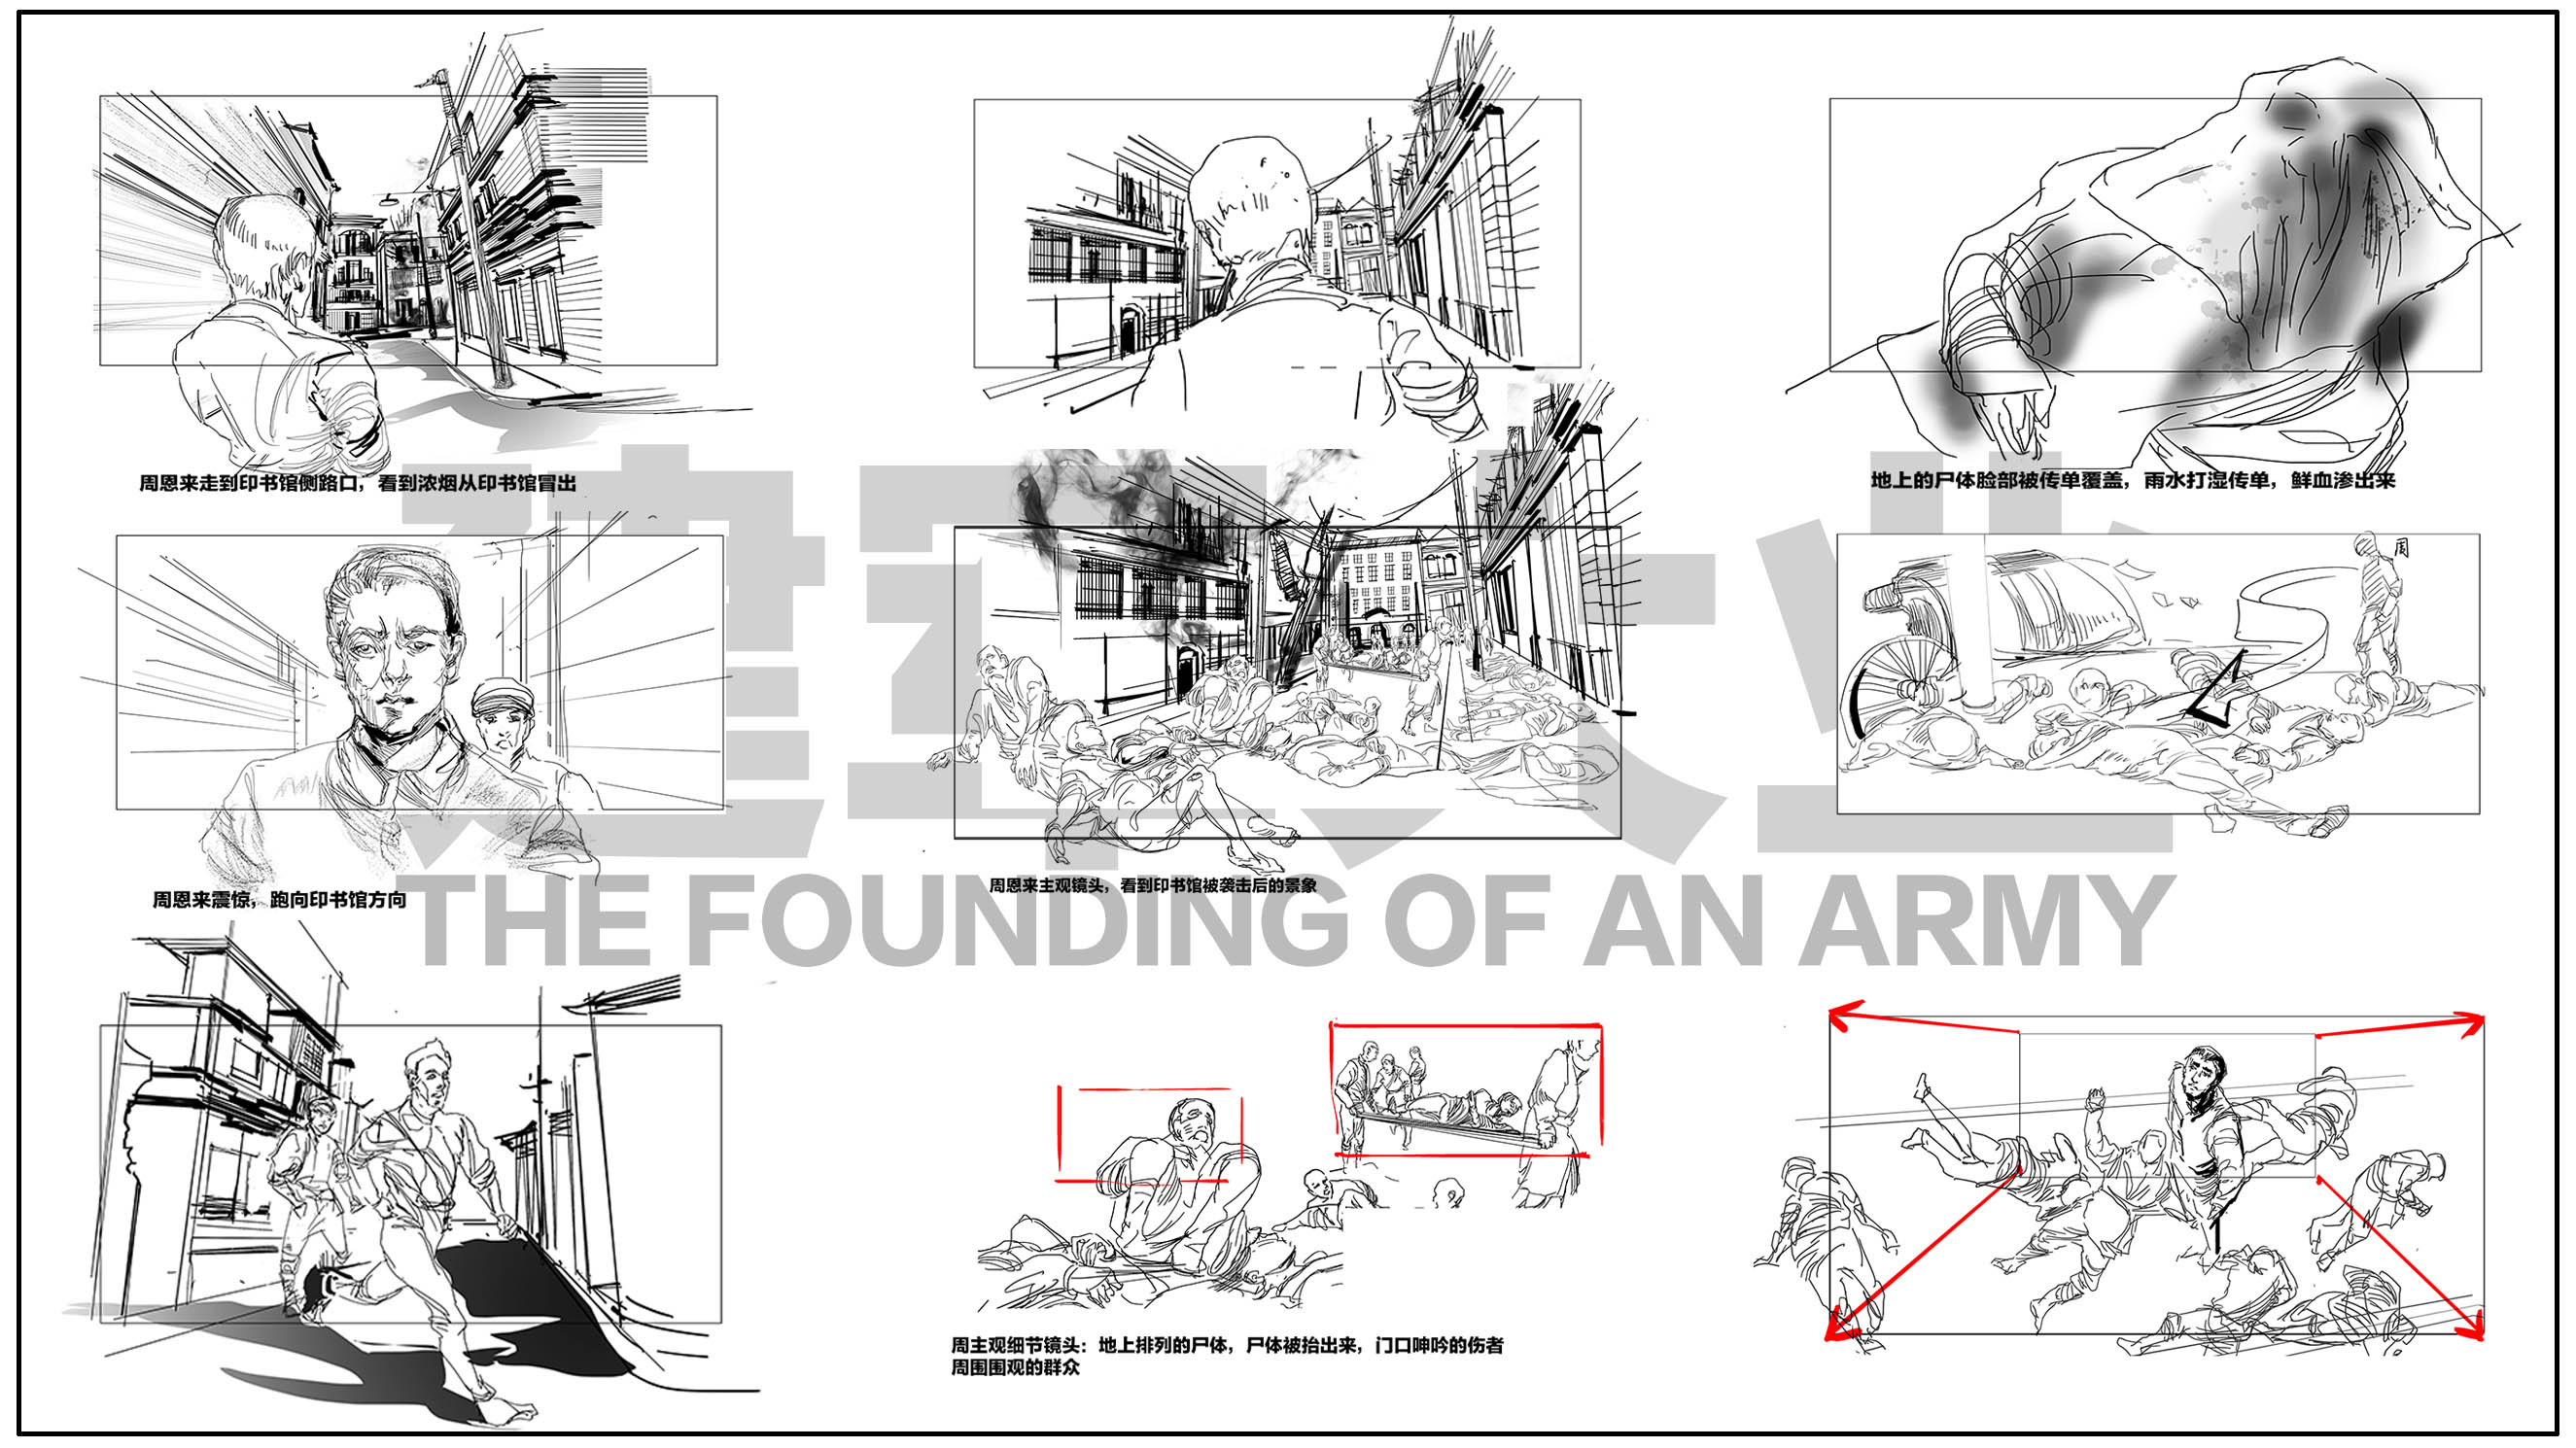 周恩来走到印书馆侧路口，看到浓烟从印书馆冒出
地上的尸体脸部被传单覆盖，雨水打湿传单，鲜血渗出来
周
周恩来震惊，跑向印书馆方向
周恩来主观镜头，看到印书馆被袭击后的景象
建军大业
THE FOUNDING OF AN ARMY
周主观细节镜头：地上排列的尸体，尸体被抬出来，门口呻吟的伤者
周围围观的群众